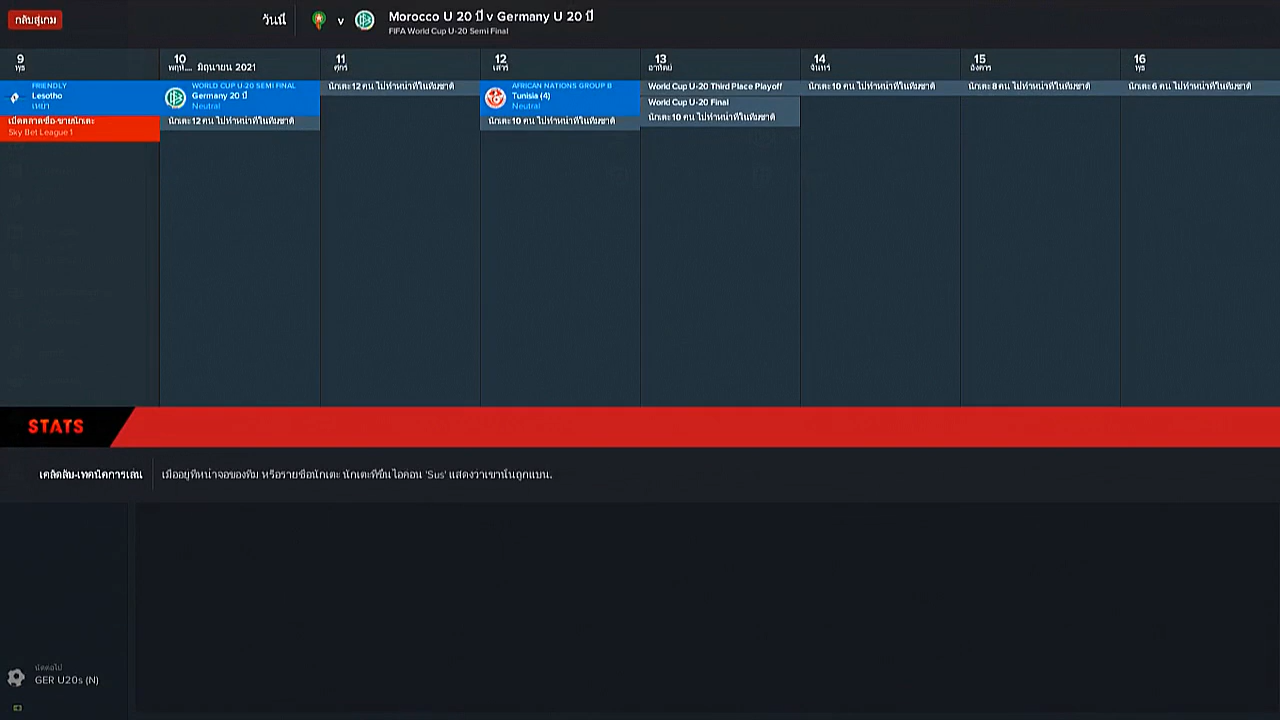 กลับสู่เกม
วันนี้
v
Morocco U 20 ปี v Germany U 20 ปี
FIFA World Cup U-20 Semi Final
9
พุธ
10
พฤหั.... มิถุนายน 2021
11
ศุกร์
12
เสาร์
13
อาทิตย์
14
จันทร์
15
อังคาร
16
พุธ
FRIENDLY
Lesotho
เหย้า
เปิดตลาดซื้อ-ขายนักเตะ
Sky Bet League 1
WORLD CUP U-20 SEMI FINAL
Germany 20 ปี
Neutral
นักเตะ 12 คน ไปทำหน้าที่ในทีมชาติ
นักเตะ 12 คน ไปทำหน้าที่ในทีมชาติ
AFRICAN NATIONS GROUP B
Tunisia (4)
Neutral
นักเตะ 10 คน ไปทำหน้าที่ในทีมชาติ
World Cup U-20 Third Place Playoff
World Cup U-20 Final
นักเตะ 10 คน ไปทำหน้าที่ในทีมชาติ
นักเตะ 10 คน ไปทำหน้าที่ในทีมชาติ
นักเตะ 8 คน ไปทำหน้าที่ในทีมชาติ
นักเตะ 6 คน ไปทำหน้าที่ในทีมชาติ
STATS
เคล็ดลับ-เทคนิคการเล่น
เมื่ออยู่ที่หน้าจอของทีม หรือรายชื่อนักเตะ นักเตะที่ขึ้นไอคอน 'Sus' แสดงว่าเขานั้นถูกแบน.
นัดต่อไป
GER U20s (N)